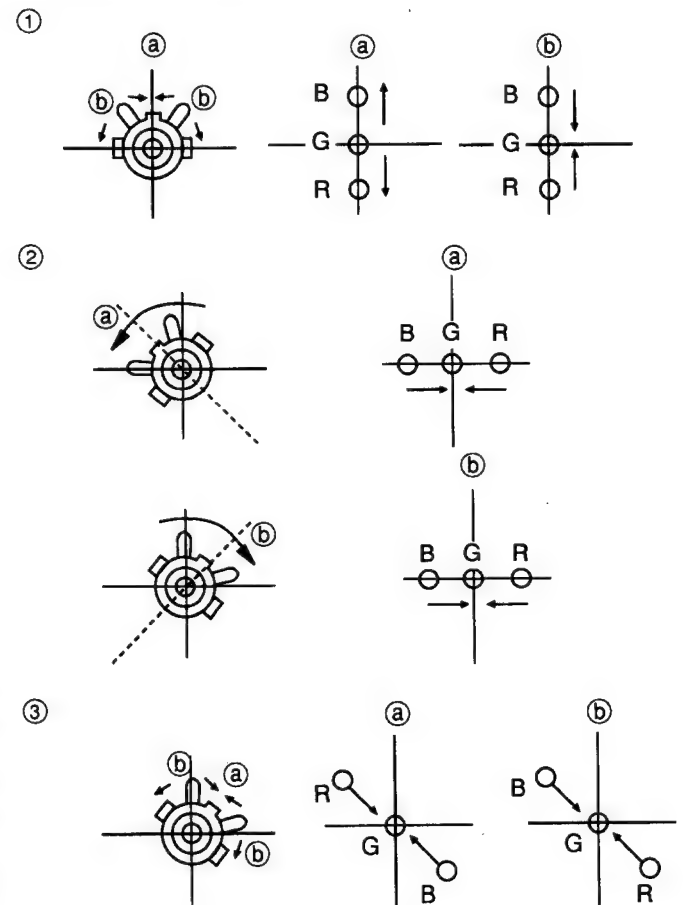 ①
ⓐ ⓐ ⓑ
ⓑ ⓑ B B
G G
R R
②
ⓐ
ⓐ
B G R
ⓑ
ⓑ
B G R
③
ⓐ ⓑ
ⓑ ⓐ
R B
G G
ⓑ
B R